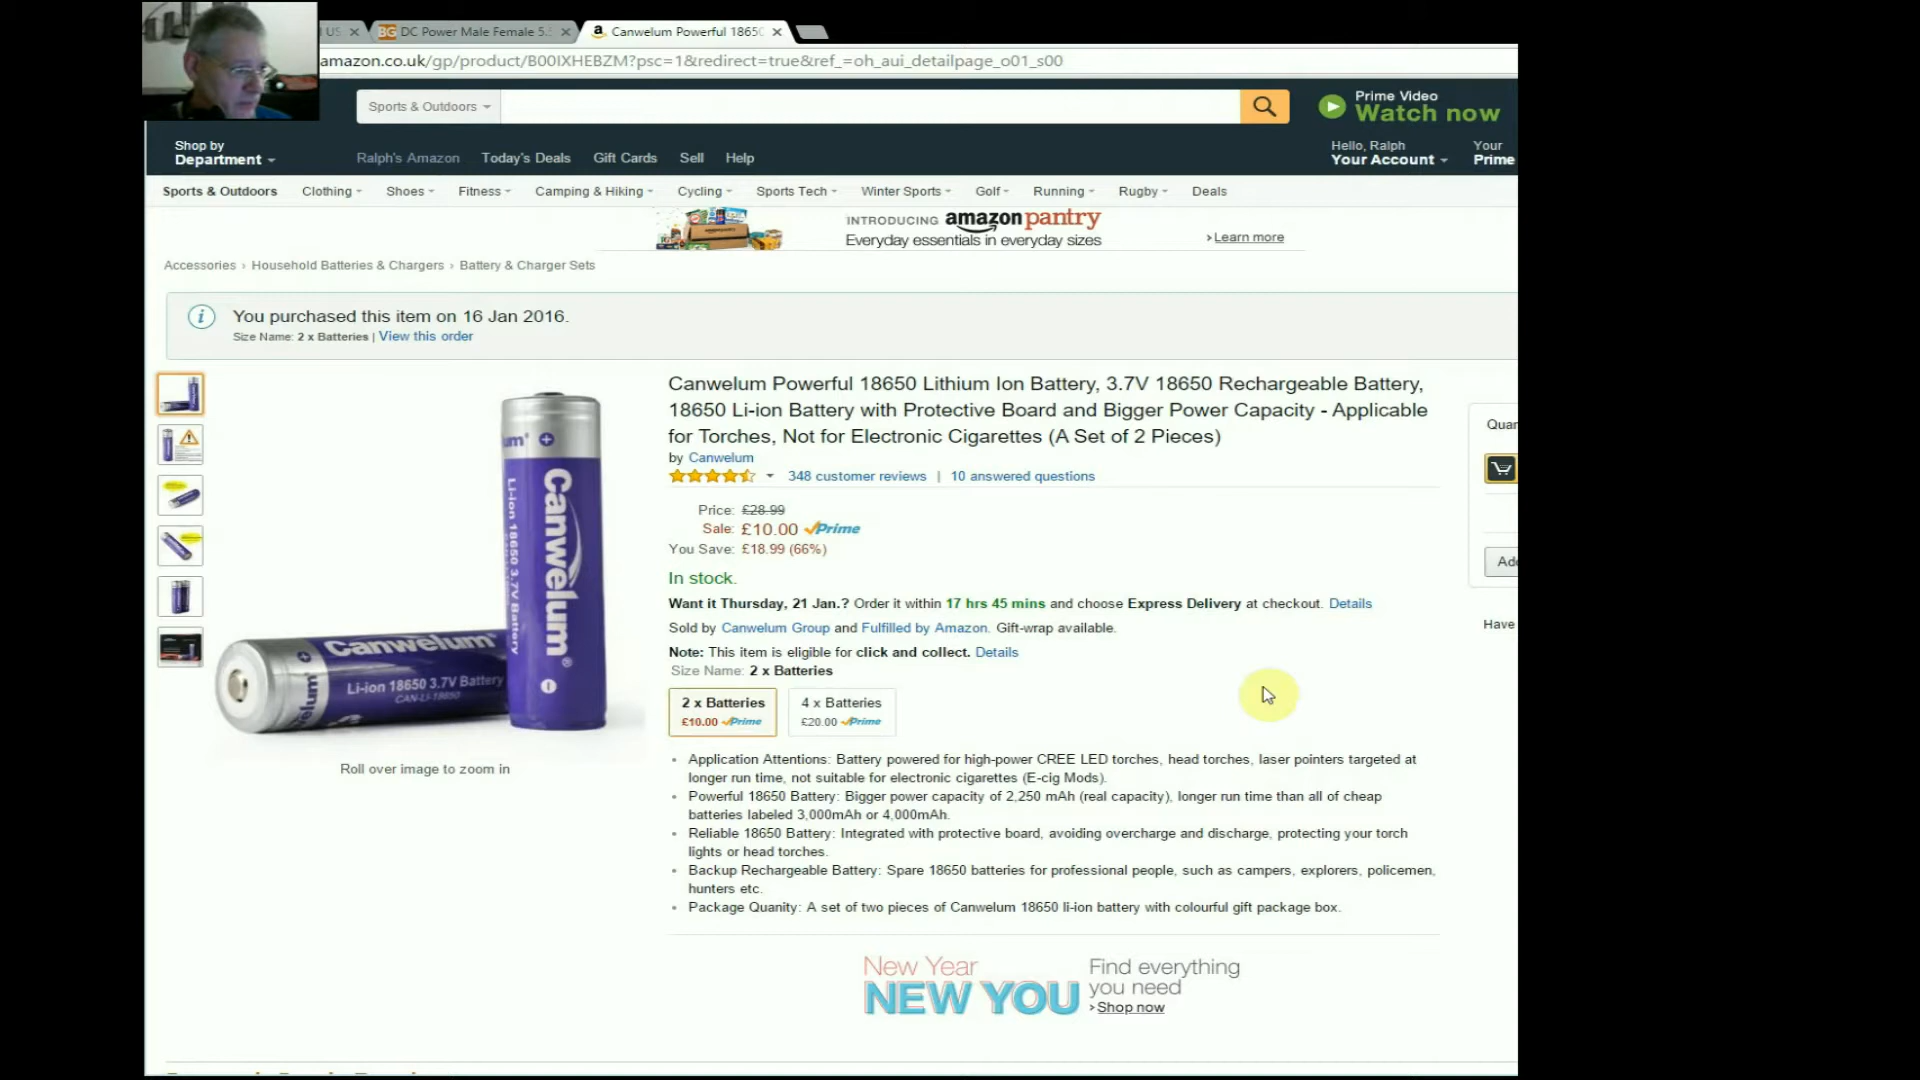 US
DC Power Male Female 5.
Canwelum Powerful 1865
amazon.co.uk/gp/product/B00IXHEBZM?psc=1&redirect=true&ref_=oh_aui_detailpage_o01_s00
Sports & Outdoors
Prime Video
Watch now
Shop by
Department
Ralph's Amazon Today's Deals Gift Cards Sell Help
Hello, Ralph
Your Account
Your
Prime
Sports & Outdoors Clothing Shoes Fitness Camping & Hiking Cycling Sports Tech Winter Sports Golf Running Rugby Deals
INTRODUCING amazonpantry
Everyday essentials in everyday sizes
› Learn more
Accessories › Household Batteries & Chargers › Battery & Charger Sets
You purchased this item on 16 Jan 2016.
Size Name: 2 x Batteries | View this order
Canwelum Powerful 18650 Lithium Ion Battery, 3.7V 18650 Rechargeable Battery,
18650 Li-ion Battery with Protective Board and Bigger Power Capacity - Applicable
for Torches, Not for Electronic Cigarettes (A Set of 2 Pieces)
by Canwelum
348 customer reviews | 10 answered questions
Price: £28.99
Sale: £10.00 Prime
You Save: £18.99 (66%)
In stock.
Want it Thursday, 21 Jan.? Order it within 17 hrs 45 mins and choose Express Delivery at checkout. Details
Sold by Canwelum Group and Fulfilled by Amazon. Gift-wrap available.
Note: This item is eligible for click and collect. Details
Size Name: 2 x Batteries
2 x Batteries
£10.00 Prime
4 x Batteries
£20.00 Prime
• Application Attentions: Battery powered for high-power CREE LED torches, head torches, laser pointers targeted at
longer run time, not suitable for electronic cigarettes (E-cig Mods).
• Powerful 18650 Battery: Bigger power capacity of 2,250 mAh (real capacity), longer run time than all of cheap
batteries labeled 3,000mAh or 4,000mAh.
• Reliable 18650 Battery: Integrated with protective board, avoiding overcharge and discharge, protecting your torch
lights or head torches.
• Backup Rechargeable Battery: Spare 18650 batteries for professional people, such as campers, explorers, policemen,
hunters etc.
• Package Quanity: A set of two pieces of Canwelum 18650 li-ion battery with colourful gift package box.
Quan
Add
Have
um
Canwelum
Li-ion 18650 3.7V Battery
Canwelum
Li-ion 18650 3.7V Battery
CAN-LI-18650
welum
Roll over image to zoom in
New Year
NEW YOU
Find everything
you need
› Shop now